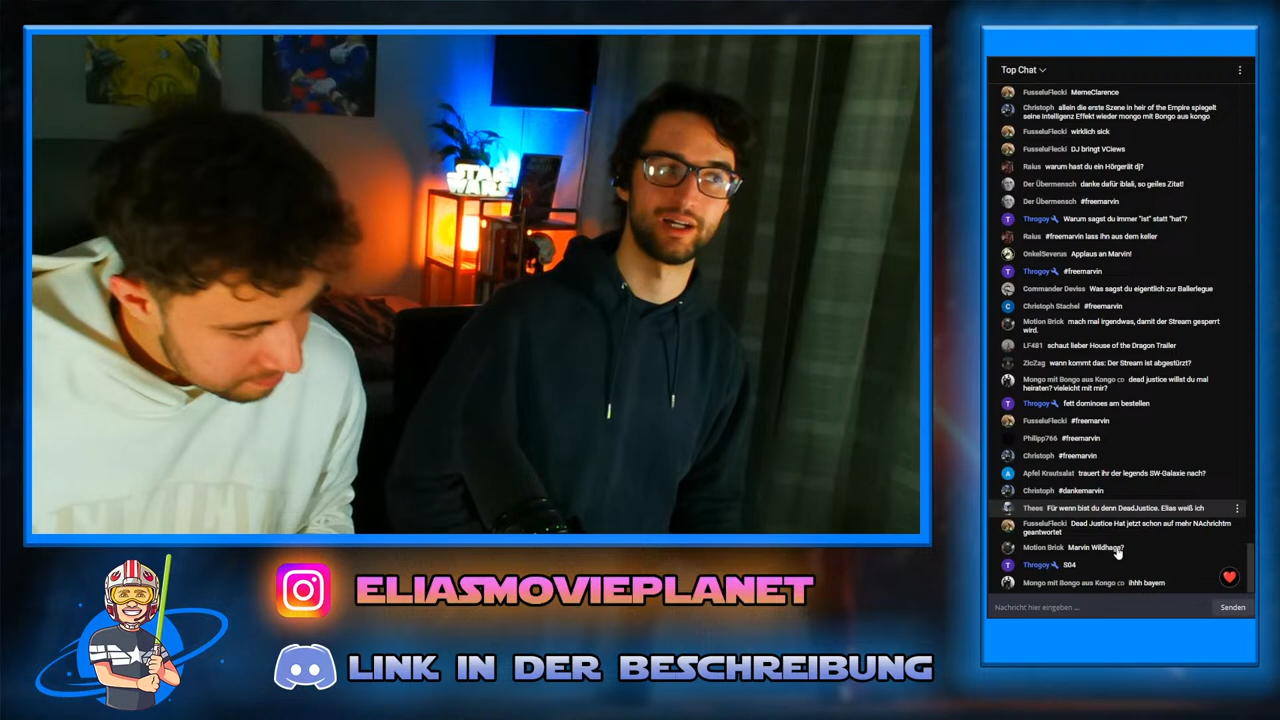 STAR
WARS
ELIASMOVIEPLANET
LINK IN DER BESCHREIBUNG
Top Chat
FusseluFlecki MemeClarence
Christoph allein die erste Szene in heir of the Empire spiegelt
seine Intelligenz Effekt wieder mongo mit Bongo aus kongo
FusseluFlecki wirklich sick
FusseluFlecki DJ bringt VCiews
Raius warum hast du ein Hörgerät dj?
Der Übermensch danke dafür iblali, so geiles Zitat!
Der Übermensch #freemarvin
T Throgoy Warum sagst du immer "ist" statt "hat"?
Raius #freemarvin lass ihn aus dem keller
OnkelSeverus Applaus an Marvin!
T Throgoy #freemarvin
Commander Deviss Was sagst du eigentlich zur Ballerlegue
C Christoph Stachel #freemarvin
Motion Brick mach mal irgendwas, damit der Stream gesperrt
wird.
LF481 schaut lieber House of the Dragon Trailer
ZicZag wann kommt das: Der Stream ist abgestürzt?
Mongo mit Bongo aus Kongo CD dead justice willst du mal
heiraten? vieleicht mit mir?
T Throgoy fett dominoes am bestellen
FusseluFlecki #freemarvin
Philipp766 #freemarvin
Christoph #freemarvin
A Apfel Krautsalat trauert ihr der legends SW-Galaxie nach?
Christoph #dankemarvin
Thees Für wenn bist du denn DeadJustice. Elias weiß ich
FusseluFlecki Dead Justice Hat jetzt schon auf mehr NAchrichtm
geantwortet
Motion Brick Marvin Wildhage?
T Throgoy S04
Mongo mit Bongo aus Kongo CD ihhh bayern
Nachricht hier eingeben ...
Senden